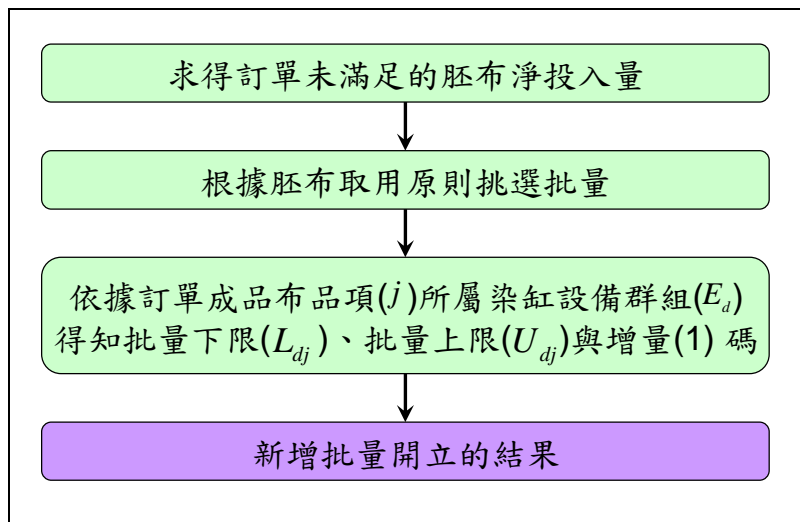 求得訂單未滿足的胚布淨投入量
根據胚布取用原則挑選批量
依據訂單成品布品項(j)所屬染缸設備群組(E_d)
得知批量下限(L_dj)、批量上限(U_dj)與增量(1) 碼
新增批量開立的結果